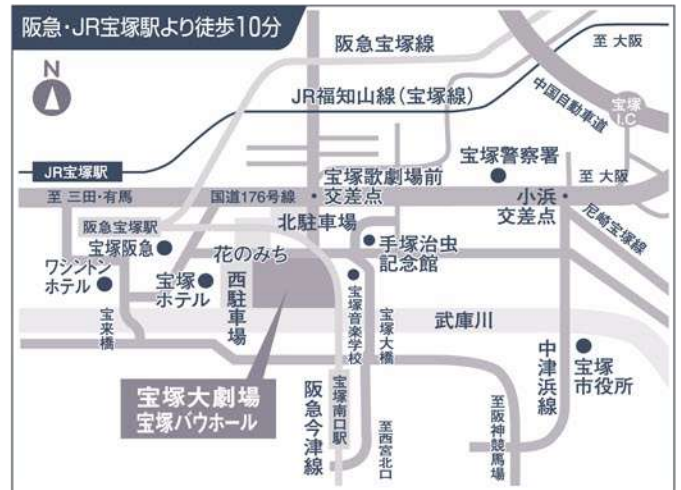 阪急・JR宝塚駅より徒歩10分
N
阪急宝塚線
至 大阪
JR福知山線(宝塚線)
中国自動車道
宝塚
I.C
JR宝塚駅
宝塚歌劇場前
交差点
宝塚警察署
至 大阪
至 三田・有馬
国道176号線
小浜
交差点
尼崎宝塚線
阪急宝塚駅
北駐車場
宝塚阪急
花のみち
手塚治虫
記念館
ワシントン
ホテル
宝塚
ホテル
西駐車場
宝塚音楽学校
宝塚大橋
宝来橋
武庫川
中津浜線
宝塚
市役所
宝塚大劇場
宝塚バウホール
阪急今津線
宝塚南口駅
至西宮北口
至阪神競馬場